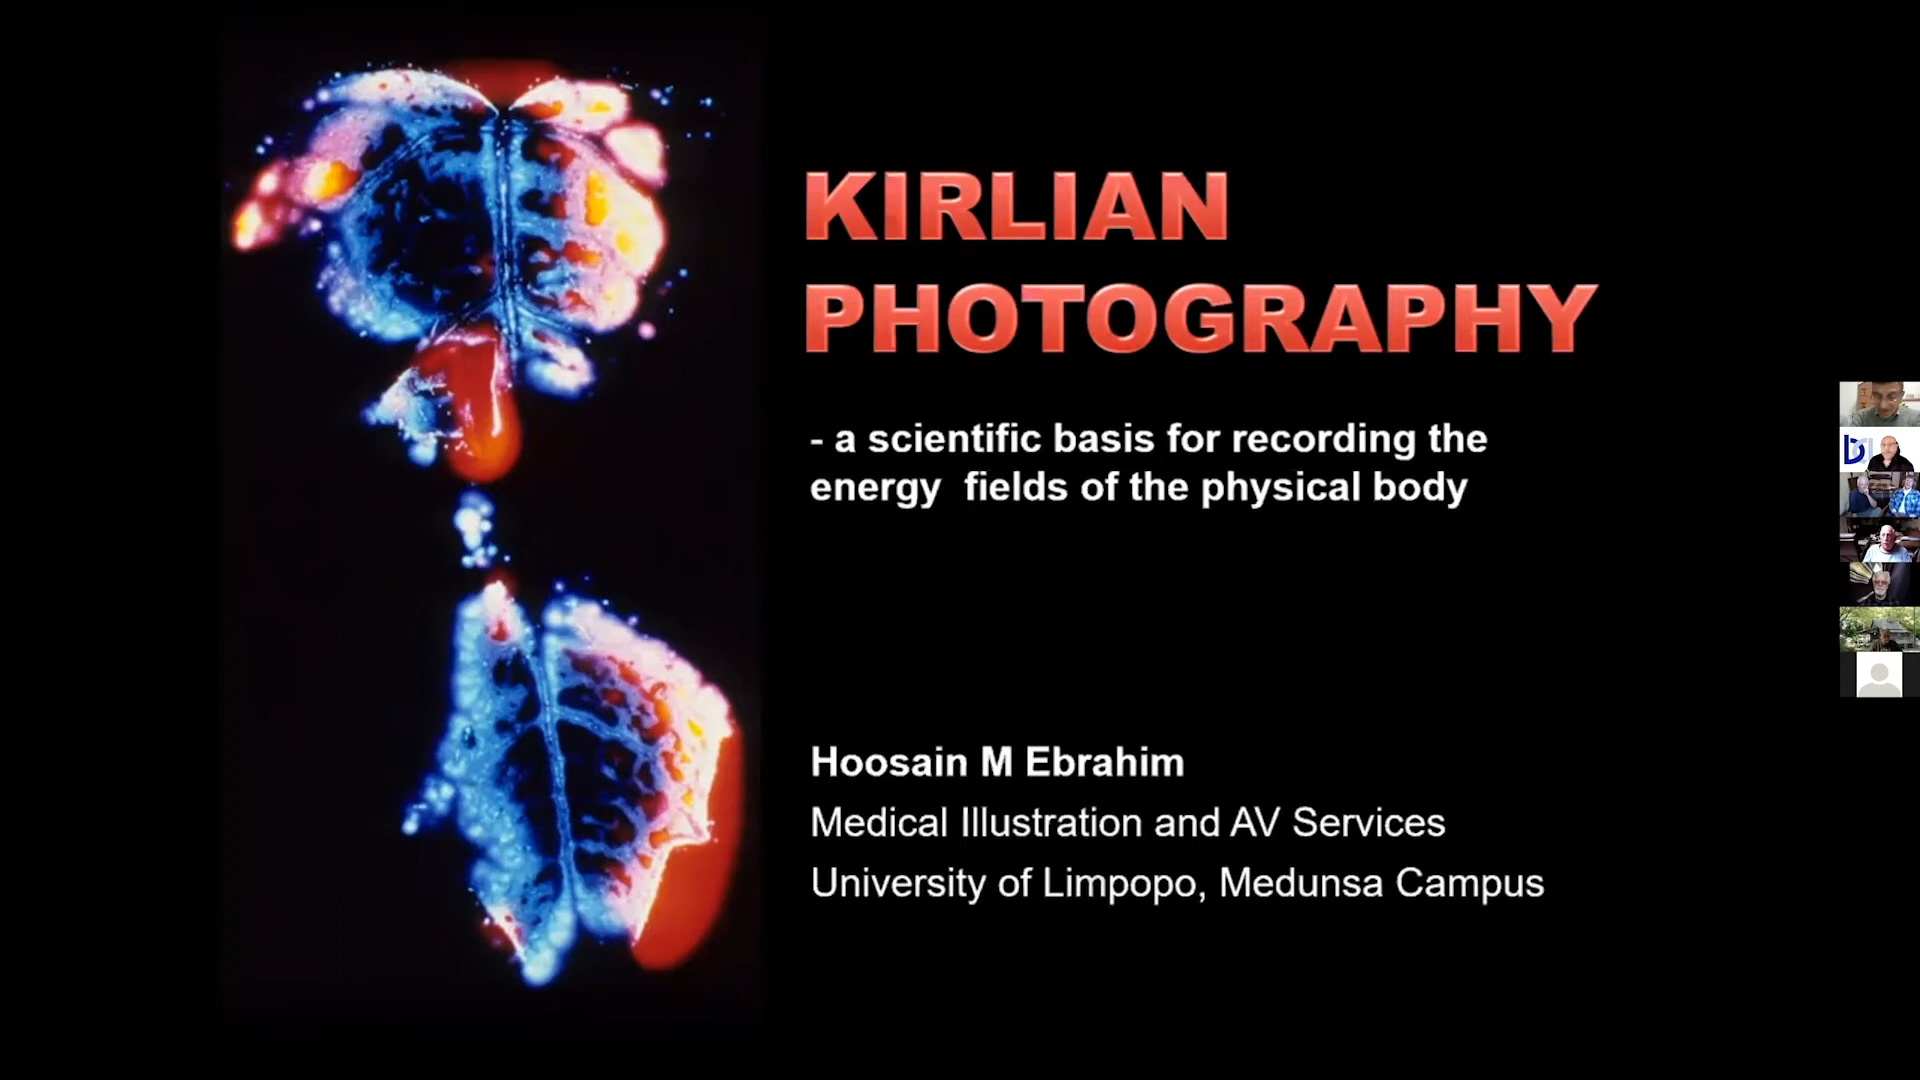 KIRLIAN
PHOTOGRAPHY
- a scientific basis for recording the
energy fields of the physical body
Hoosain M Ebrahim
Medical Illustration and AV Services
University of Limpopo, Medunsa Campus